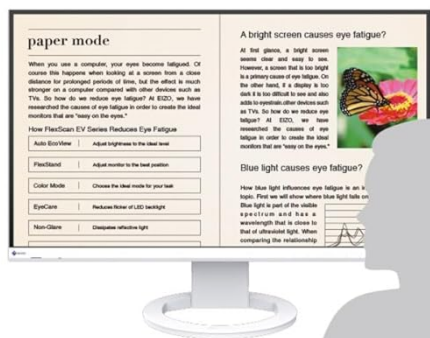 paper mode
When you use a computer, your eyes become fatigued. Of
course this happens when looking at a screen from a close
distance for prolonged periods of time, but the effect is much
stronger on a computer compared with other devices such as
TVs. So how do we reduce eye fatigue? At EIZO, we have
researched the causes of eye fatigue in order to create the ideal
monitors that are "easy on the eyes."
How FlexScan EV Series Reduces Eye Fatigue
Auto EcoView Adjust brightness to the ideal level
FlexStand Adjust monitor to the best position
Color Mode Choose the ideal mode for your task
EyeCare Reduces flicker of LED backlight
Non-Glare Dissipates reflective light
A bright screen causes eye fatigue?
At first glance, a bright screen
seems clear and easy to see.
However, a screen that is too bright
is a primary cause of eye fatigue. On
the other hand, if a display is too
dark it is too difficult to see and also
adds to eyestrain.other devices such
as TVs. So how do we reduce eye
fatigue? At EIZO, we have
researched the causes of eye
fatigue in order to create the ideal
monitors that are "easy on the eyes."
Blue light causes eye fatigue?
How blue light influences eye fatigue is an
topic. First we will show where blue light falls on
Blue light is part of the visible
spectrum and has a
wavelength that is close to
that of ultraviolet light. When
comparing the relationship